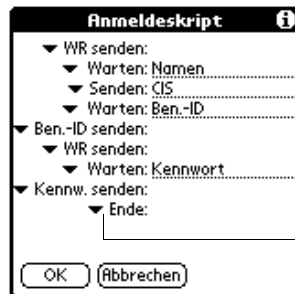 Anmeldeskript
WR senden:
Warten: Namen
Senden: CIS
Warten: Ben.-ID
Ben.-ID senden:
WR senden:
Warten: Kennwort
Kennw. senden:
Ende:
OK Abbrechen